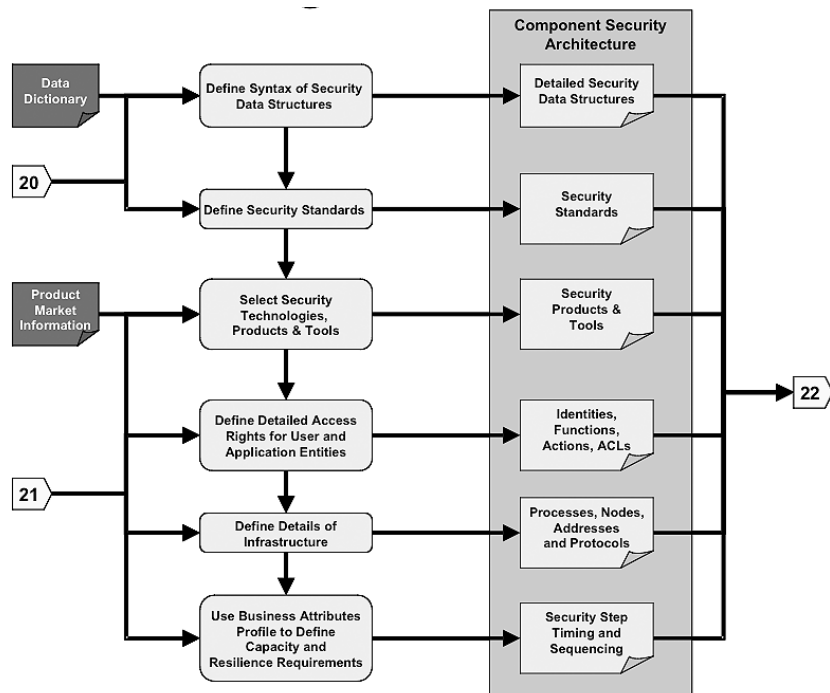 Component Security
Architecture
Data
Dictionary
Define Syntax of Security
Data Structures
Detailed Security
Data Structures
20
Define Security Standards
Security
Standards
Product
Market
Information
Select Security
Technologies,
Products & Tools
Security
Products &
Tools
22
Define Detailed Access
Rights for User and
Application Entities
Identities,
Functions,
Actions, ACLs
21
Define Details of
Infrastructure
Processes, Nodes,
Addresses
and Protocols
Use Business Attributes
Profile to Define
Capacity and
Resilience Requirements
Security Step
Timing and
Sequencing